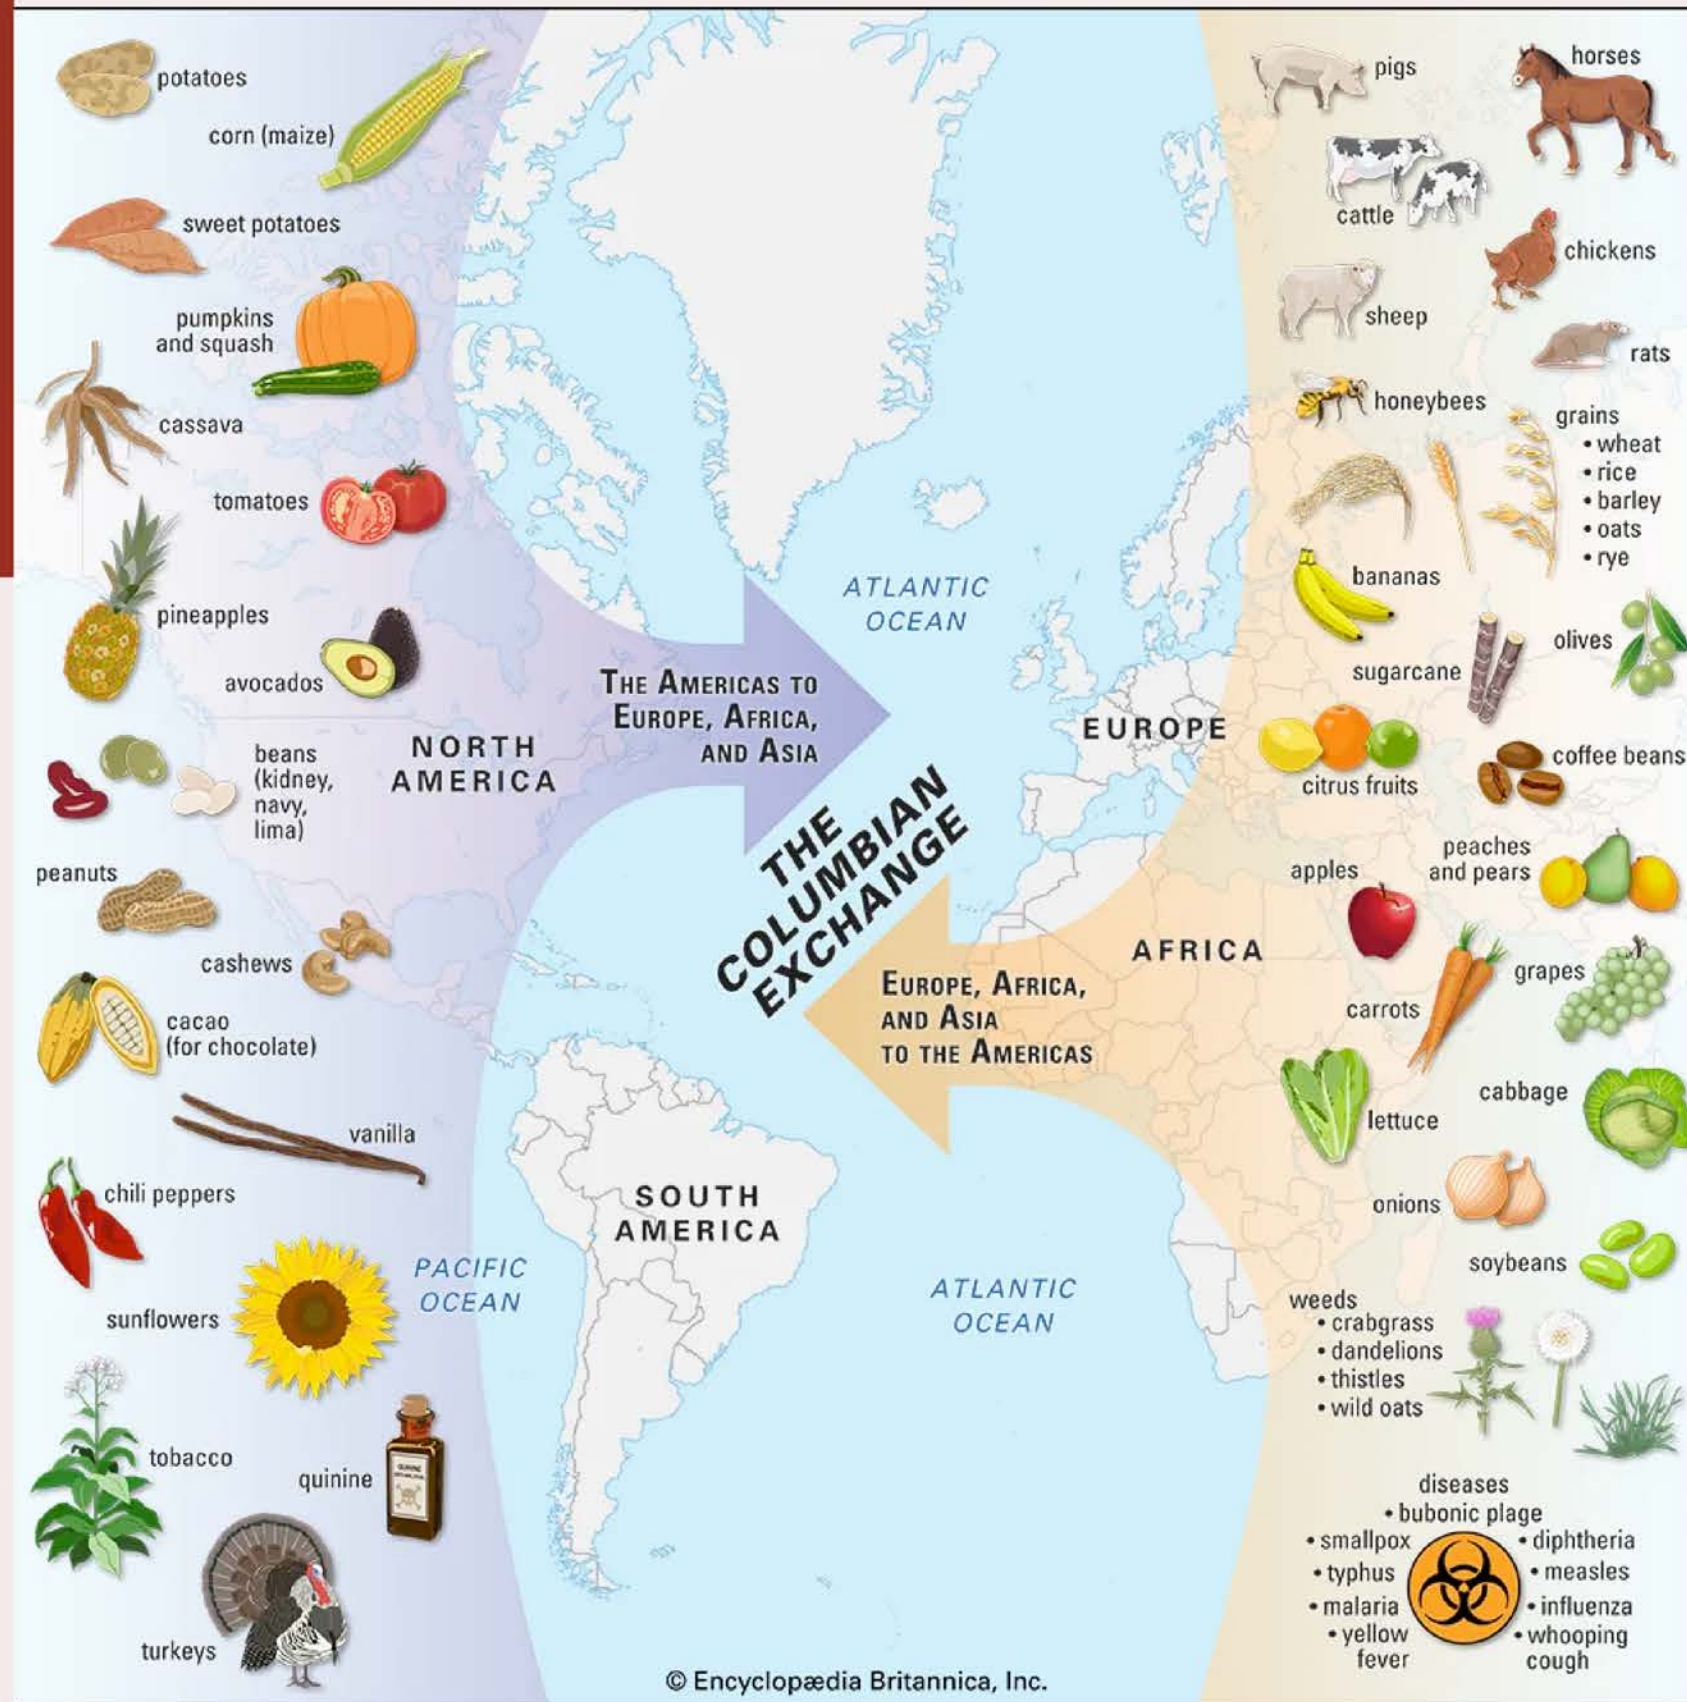 potatoes
corn (maize)
sweet potatoes
pumpkins
and squash
cassava
tomatoes
pineapples
avocados
beans
(kidney,
navy,
lima)
peanuts
cashews
cacao
(for chocolate)
vanilla
chili peppers
sunflowers
tobacco
quinine
turkeys
NORTH
AMERICA
THE AMERICAS TO
EUROPE, AFRICA,
AND ASIA
ATLANTIC
OCEAN
THE
COLUMBIAN
EXCHANGE
EUROPE
AFRICA
EUROPE, AFRICA,
AND ASIA
TO THE AMERICAS
SOUTH
AMERICA
PACIFIC
OCEAN
ATLANTIC
OCEAN
pigs
horses
cattle
chickens
sheep
rats
honeybees
grains
• wheat
• rice
• barley
• oats
• rye
bananas
olives
sugarcane
citrus fruits
coffee beans
peaches
and pears
apples
grapes
carrots
cabbage
lettuce
onions
soybeans
weeds
• crabgrass
• dandelions
• thistles
• wild oats
diseases
• bubonic plage
• smallpox
• diphtheria
• typhus
• measles
• malaria
• influenza
• yellow
fever
• whooping
cough
© Encyclopædia Britannica, Inc.